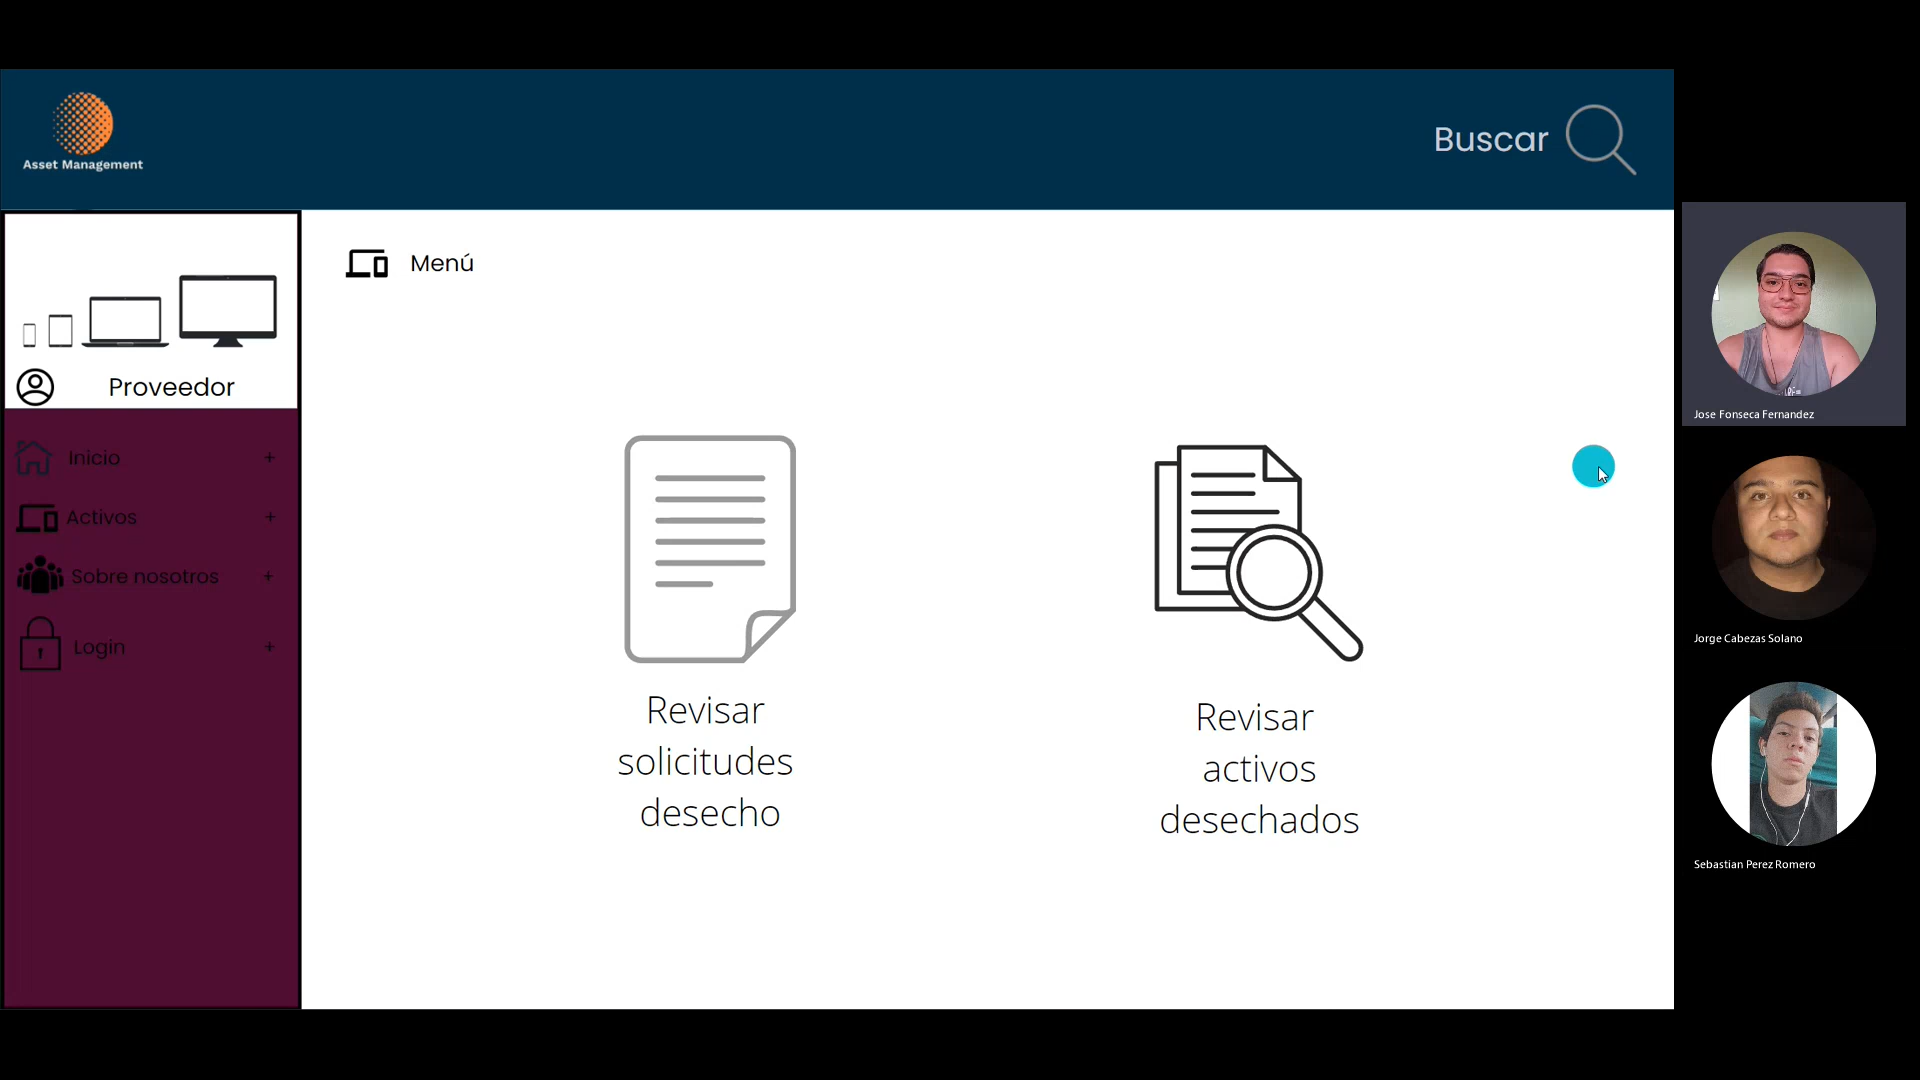 Asset Management
Buscar
Menú
Proveedor
Inicio +
Activos +
Sobre nosotros +
Login +
Revisar
solicitudes
desecho
Revisar
activos
desechados
Jose Fonseca Fernandez
Jorge Cabezas Solano
Sebastian Perez Romero